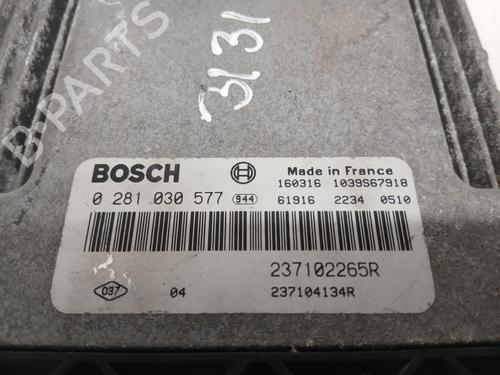 3131
BOSCH
Made in France
160316 1039S67918
0 281 030 577 944
61916 2234 0510
237102265R
037 04 237104134R
B-PARTS